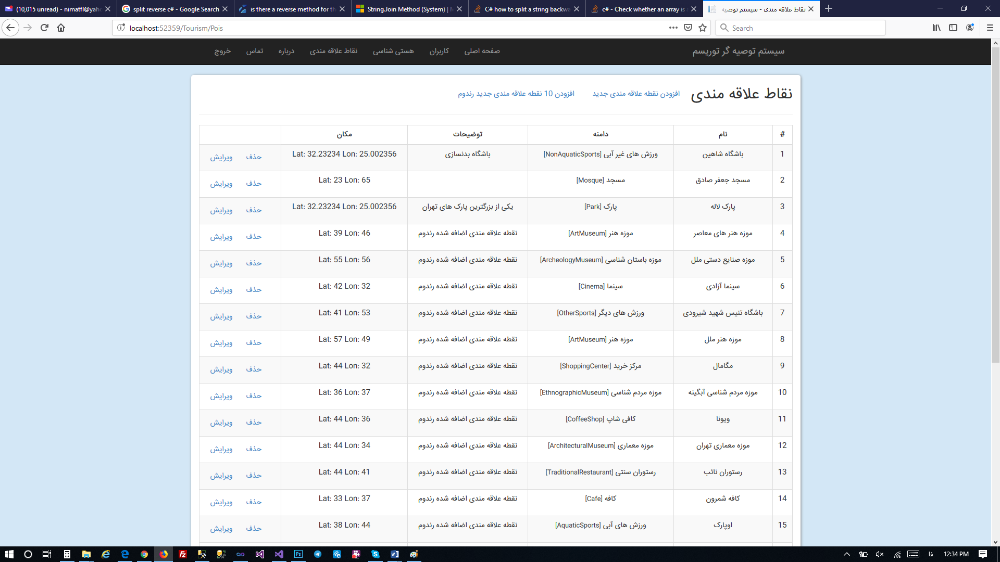 (10,015 unread) - nimatfl@yaho
split reverse c# - Google Search
is there a reverse method for th
String.Join Method (System) | M
C# how to split a string backwa
c# - Check whether an array is a
نقاط علاقه مندی - سیستم توصیه
localhost:52359/Tourism/Pois
Search
سیستم توصیه گر توریسم
صفحه اصلی
کاربران
هستی شناسی
نقاط علاقه مندی
درباره
تماس
خروج
نقاط علاقه مندی
افزودن نقطه علاقه مندی جدید
افزودن 10 نقطه علاقه مندی جدید رندوم
# نام دامنه توضیحات مکان
1 باشگاه شاهین ورزش های غیر آبی [NonAquaticSports] باشگاه بدنسازی Lat: 32.23234 Lon: 25.002356 حذف ویرایش
2 مسجد جعفر صادق مسجد [Mosque] Lat: 23 Lon: 65 حذف ویرایش
3 پارک لاله پارک [Park] یکی از بزرگترین پارک های تهران Lat: 32.23234 Lon: 25.002356 حذف ویرایش
4 موزه هنر های معاصر موزه هنر [ArtMuseum] نقطه علاقه مندی اضافه شده رندوم Lat: 39 Lon: 46 حذف ویرایش
5 موزه صنایع دستی ملل موزه باستان شناسی [ArcheologyMuseum] نقطه علاقه مندی اضافه شده رندوم Lat: 55 Lon: 56 حذف ویرایش
6 سینما آزادی سینما [Cinema] نقطه علاقه مندی اضافه شده رندوم Lat: 42 Lon: 32 حذف ویرایش
7 باشگاه تنیس شهید شیرودی ورزش های دیگر [OtherSports] نقطه علاقه مندی اضافه شده رندوم Lat: 41 Lon: 53 حذف ویرایش
8 موزه هنر ملل موزه هنر [ArtMuseum] نقطه علاقه مندی اضافه شده رندوم Lat: 57 Lon: 49 حذف ویرایش
9 مگامال مرکز خرید [ShoppingCenter] نقطه علاقه مندی اضافه شده رندوم Lat: 44 Lon: 32 حذف ویرایش
10 موزه مردم شناسی آبگینه موزه مردم شناسی [EthnographicMuseum] نقطه علاقه مندی اضافه شده رندوم Lat: 36 Lon: 37 حذف ویرایش
11 ویونا کافی شاپ [CoffeeShop] نقطه علاقه مندی اضافه شده رندوم Lat: 44 Lon: 36 حذف ویرایش
12 موزه معماری تهران موزه معماری [ArchitecturalMuseum] نقطه علاقه مندی اضافه شده رندوم Lat: 44 Lon: 34 حذف ویرایش
13 رستوران نائب رستوران سنتی [TraditionalRestaurant] نقطه علاقه مندی اضافه شده رندوم Lat: 44 Lon: 41 حذف ویرایش
14 کافه شمرون کافه [Cafe] نقطه علاقه مندی اضافه شده رندوم Lat: 33 Lon: 37 حذف ویرایش
15 اوپارک ورزش های آبی [AquaticSports] نقطه علاقه مندی اضافه شده رندوم Lat: 38 Lon: 44 حذف ویرایش
فا
12:34 PM